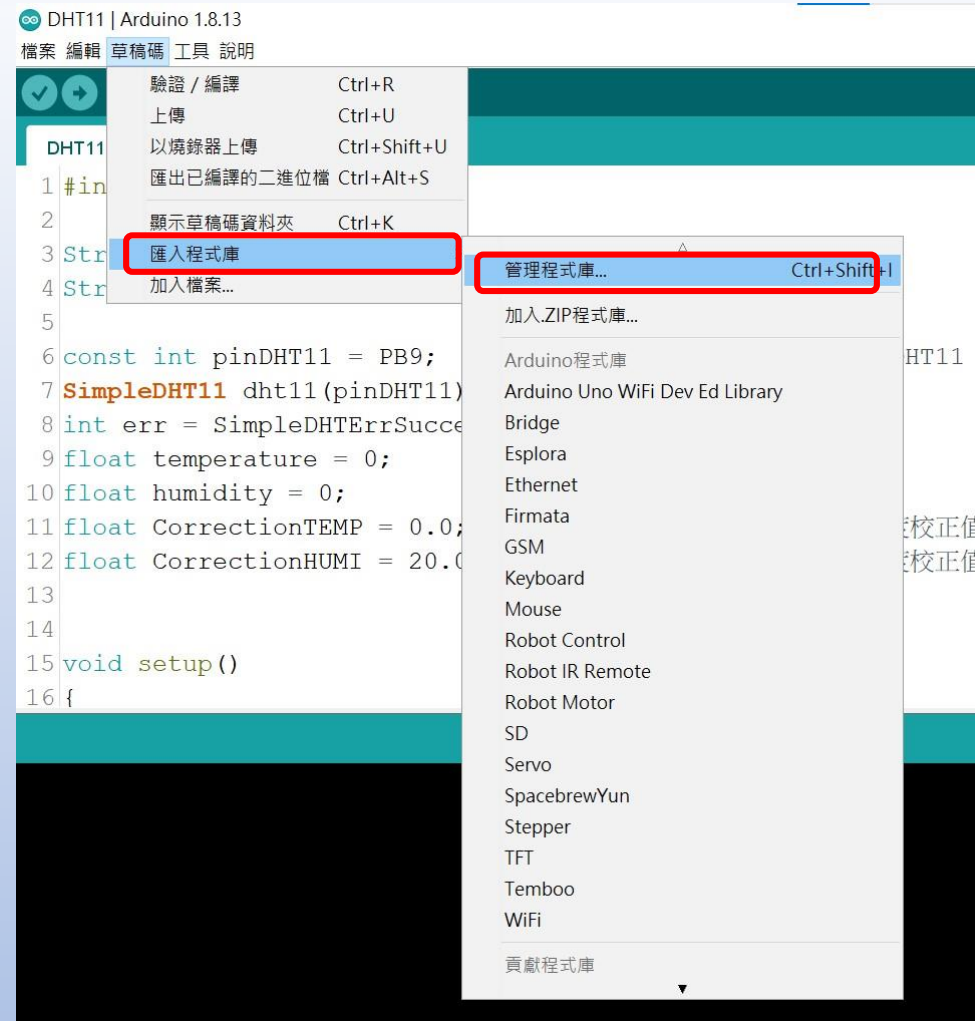 DHT11 | Arduino 1.8.13
檔案 編輯 草稿碼 工具 說明
驗證 / 編譯 Ctrl+R
上傳 Ctrl+U
以燒錄器上傳 Ctrl+Shift+U
匯出已編譯的二進位檔 Ctrl+Alt+S
顯示草稿碼資料夾 Ctrl+K
匯入程式庫
加入檔案...
管理程式庫... Ctrl+Shift+I
加入.ZIP程式庫...
Arduino程式庫
Arduino Uno WiFi Dev Ed Library
Bridge
Esplora
Ethernet
Firmata
GSM
Keyboard
Mouse
Robot Control
Robot IR Remote
Robot Motor
SD
Servo
SpacebrewYun
Stepper
TFT
Temboo
WiFi
貢獻程式庫
DHT11
1 #in
2
3 Str
4 Str
5
6 const int pinDHT11 = PB9; HT11
7 SimpleDHT11 dht11(pinDHT11)
8 int err = SimpleDHTErrSucce
9 float temperature = 0;
10 float humidity = 0;
11 float CorrectionTEMP = 0.0; 校正值
12 float CorrectionHUMI = 20.0 校正值
13
14
15 void setup()
16 {